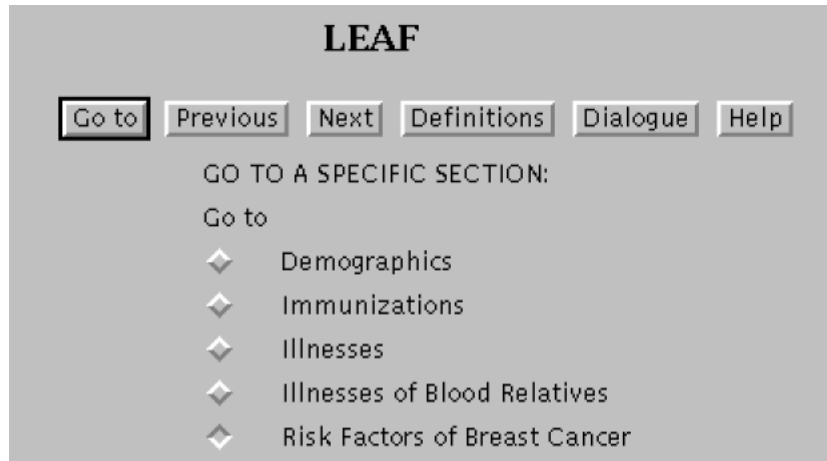 LEAF
Go to Previous Next Definitions Dialogue Help
GO TO A SPECIFIC SECTION:
Go to
Demographics
Immunizations
Illnesses
Illnesses of Blood Relatives
Risk Factors of Breast Cancer